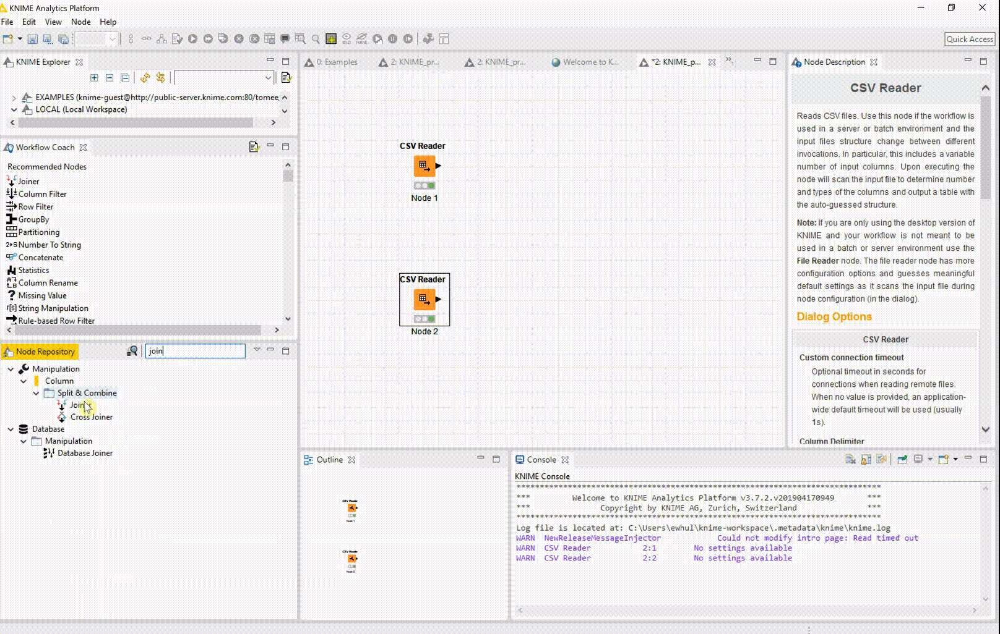 KNIME Analytics Platform
File Edit View Node Help
Quick Access
KNIME Explorer
EXAMPLES (knime-guest@http://public-server.knime.com:80/tomee
LOCAL (Local Workspace)
Workflow Coach
Recommended Nodes
Joiner
Column Filter
Row Filter
GroupBy
Partitioning
Number To String
Concatenate
Statistics
Column Rename
Missing Value
String Manipulation
Rule-based Row Filter
Node Repository
join
Manipulation
Column
Split & Combine
Joiner
Cross Joiner
Database
Manipulation
Database Joiner
0: Examples
2: KNIME_pr...
2: KNIME_pr...
Welcome to K...
*2: KNIME_p...
CSV Reader
Node 1
CSV Reader
Node 2
Node Description
CSV Reader
Reads CSV files. Use this node if the workflow is
used in a server or batch environment and the
input files structure change between different
invocations. In particular, this includes a variable
number of input columns. Upon executing the
node will scan the input file to determine number
and types of the columns and output a table with
the auto-guessed structure.
Note: If you are only using the desktop version of
KNIME and your workflow is not meant to be
used in a batch or server environment use the
File Reader node. The file reader node has more
configuration options and guesses meaningful
default settings as it scans the input file during
node configuration (in the dialog).
Dialog Options
CSV Reader
Custom connection timeout
Optional timeout in seconds for
connections when reading remote files.
When no value is provided, an application-
wide default timeout will be used (usually
1s).
Column Delimiter
Outline
CSV Reader
Node 1
CSV Reader
Console
KNIME Console
***********************************************************************************
*** Welcome to KNIME Analytics Platform v3.7.2.v201904170949 ***
*** Copyright by KNIME AG, Zurich, Switzerland ***
***********************************************************************************
Log file is located at: C:\Users\ewhul\knime-workspace\.metadata\knime\knime.log
WARN NewReleaseMessageInjector Could not modify intro page: Read timed out
WARN CSV Reader 2:1 No settings available
WARN CSV Reader 2:2 No settings available